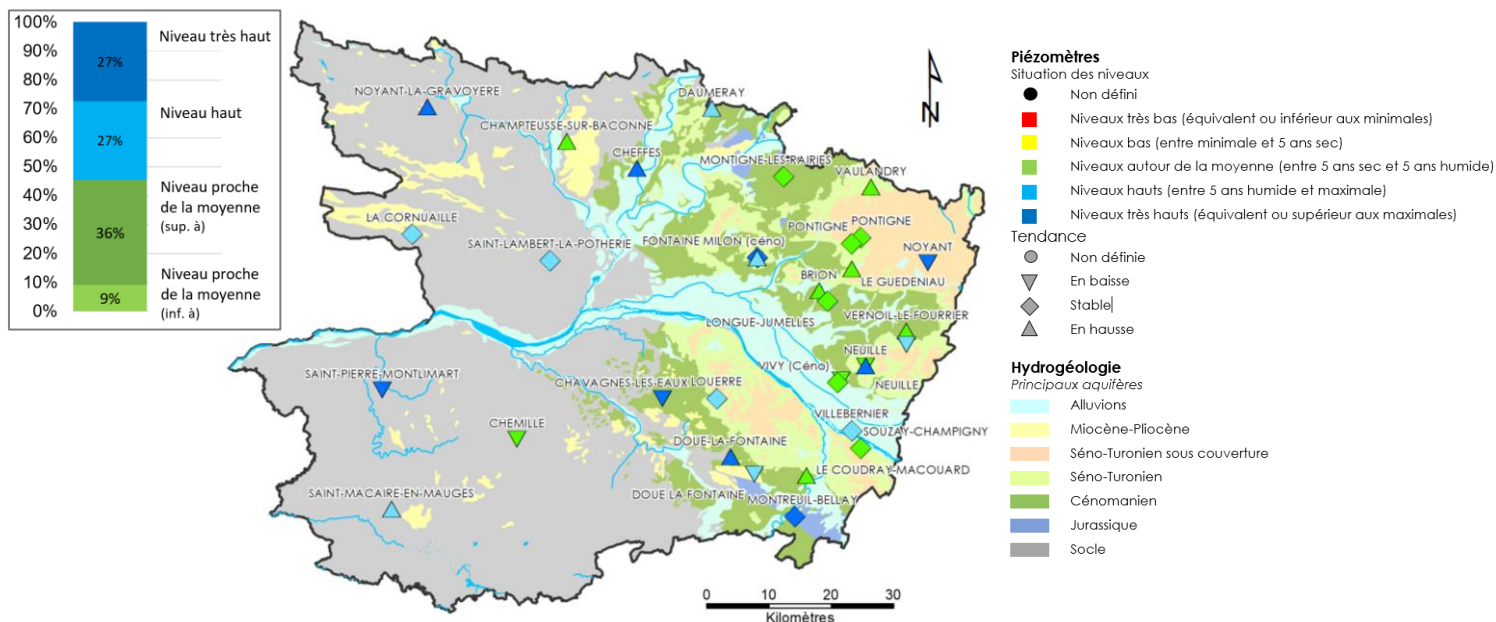 100%
90%
80%
70%
60%
50%
40%
30%
20%
10%
0%
27%
27%
36%
9%
Niveau très haut
Niveau haut
Niveau proche
de la moyenne
(sup. à)
Niveau proche
de la moyenne
(inf. à)
NOYANT-LA-GRAVOYERE
DAUMERAY
CHAMPTEUSSE-SUR-BACONNE
CHEFFES
MONTIGNE-LES-RAIRIES
VAULANDRY
LA CORNUAILLE
SAINT-LAMBERT-LA-POTHERIE
FONTAINE MILON (céno)
PONTIGNE
PONTIGNE
NOYANT
BRION
LE GUEDENIAU
LONGUE-JUMELLES
VERNOIL-LE-FOURRIER
NEUILLE
VIVY (Céno)
NEUILLE
SAINT-PIERRE-MONTLIMART
CHAVAGNES-LES-EAUX
LOUERRE
VILLEBERNIER
CHEMILLE
SOUZAY-CHAMPIGNY
DOUE-LA-FONTAINE
LE COUDRAY-MACOUARD
SAINT-MACAIRE-EN-MAUGES
DOUE LA FONTAINE
MONTREUIL-BELLAY
N
0 10 20 30
Kilomètres
Piézomètres
Situation des niveaux
Non défini
Niveaux très bas (équivalent ou inférieur aux minimales)
Niveaux bas (entre minimale et 5 ans sec)
Niveaux autour de la moyenne (entre 5 ans sec et 5 ans humide)
Niveaux hauts (entre 5 ans humide et maximale)
Niveaux très hauts (équivalent ou supérieur aux maximales)
Tendance
Non définie
En baisse
Stable
En hausse
Hydrogéologie
Principaux aquifères
Alluvions
Miocène-Pliocène
Séno-Turonien sous couverture
Séno-Turonien
Cénomanien
Jurassique
Socle